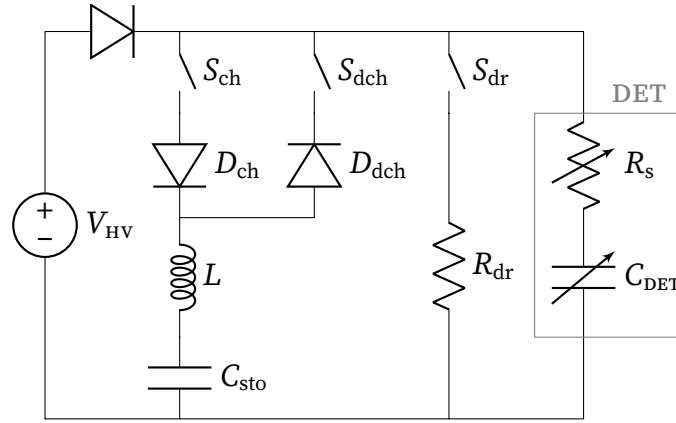 S_ch
S_dch
S_dr
DET
D_ch
D_dch
R_s
+
−
V_HV
L
R_dr
C_DET
C_sto